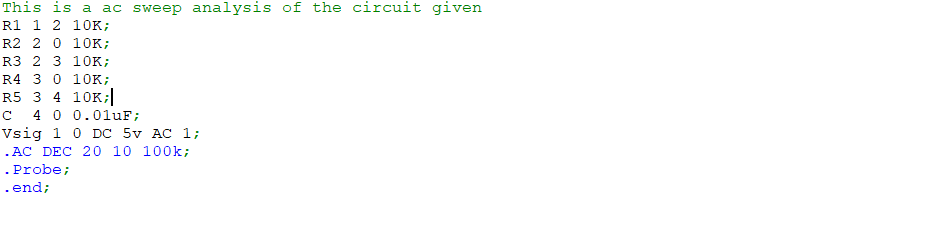 This is a ac sweep analysis of the circuit given
R1 1 2 10K;
R2 2 0 10K;
R3 2 3 10K;
R4 3 0 10K;
R5 3 4 10K;
C  4 0 0.01uF;
Vsig 1 0 DC 5v AC 1;
.AC DEC 20 10 100k;
.Probe;
.end;